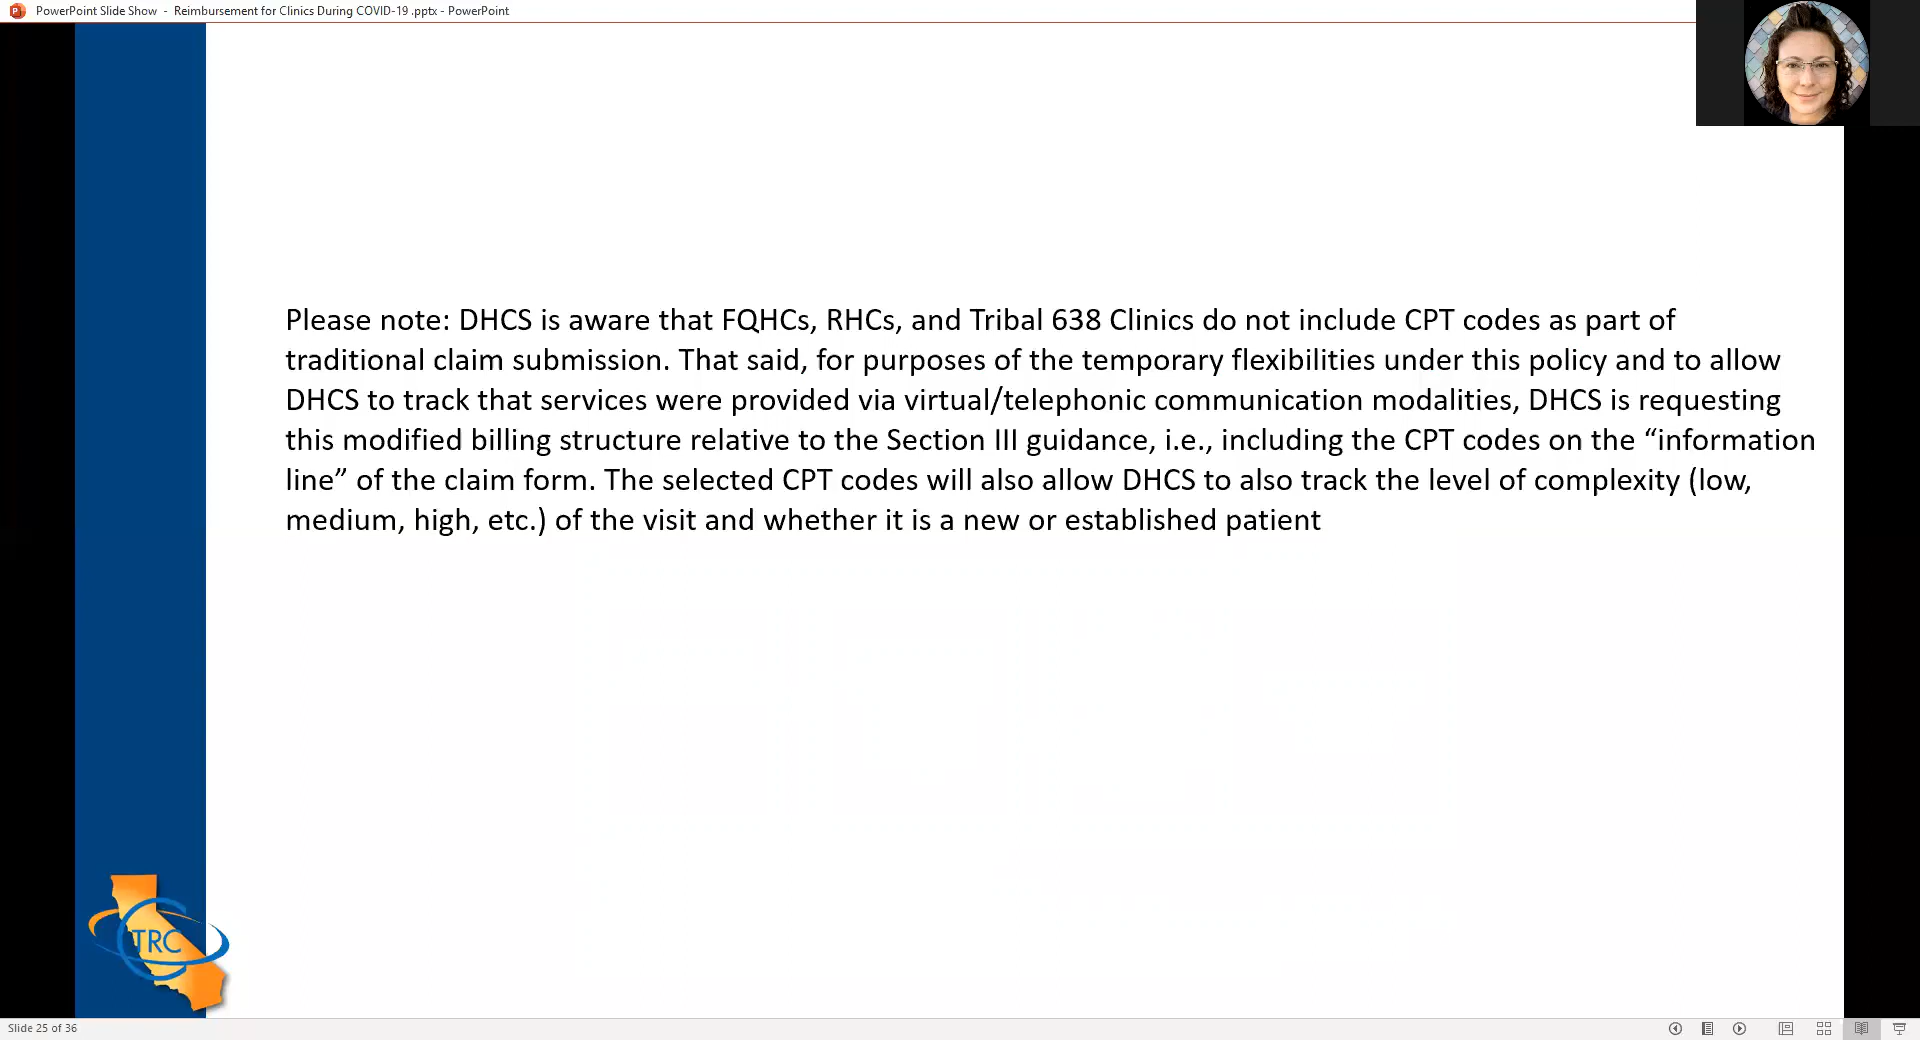 PowerPoint Slide Show - Reimbursement for Clinics During COVID-19 .pptx - PowerPoint
Please note: DHCS is aware that FQHCs, RHCs, and Tribal 638 Clinics do not include CPT codes as part of
traditional claim submission. That said, for purposes of the temporary flexibilities under this policy and to allow
DHCS to track that services were provided via virtual/telephonic communication modalities, DHCS is requesting
this modified billing structure relative to the Section III guidance, i.e., including the CPT codes on the “information
line” of the claim form. The selected CPT codes will also allow DHCS to also track the level of complexity (low,
medium, high, etc.) of the visit and whether it is a new or established patient
TRC
Slide 25 of 36